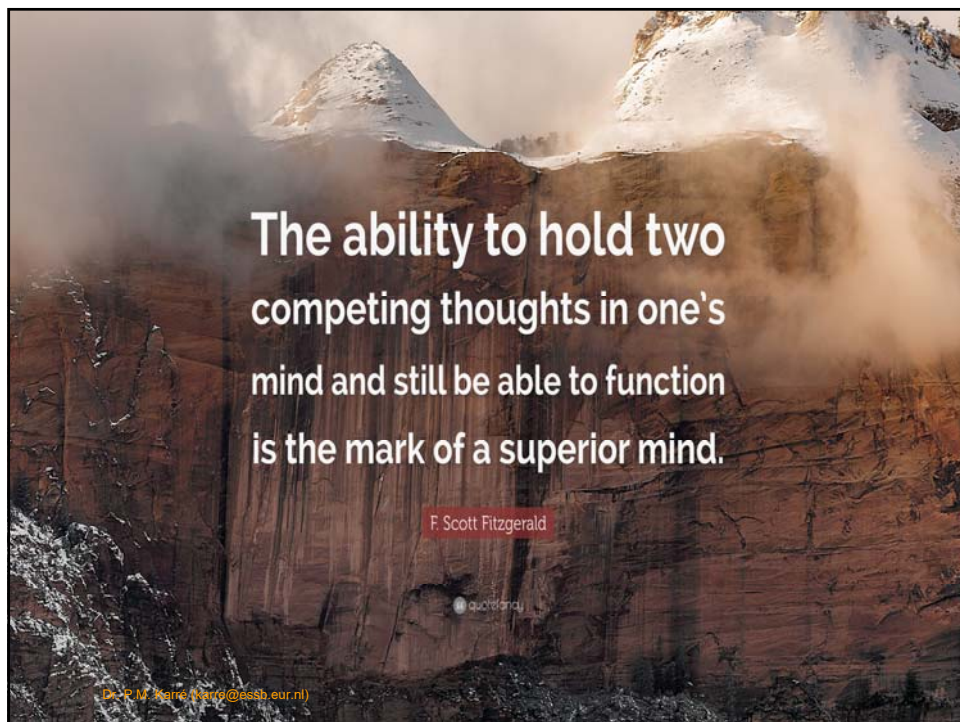 The ability to hold two
competing thoughts in one's
mind and still be able to function
is the mark of a superior mind.
F. Scott Fitzgerald
quotefancy
Dr. P.M. Karré (karre@essb.eur.nl)